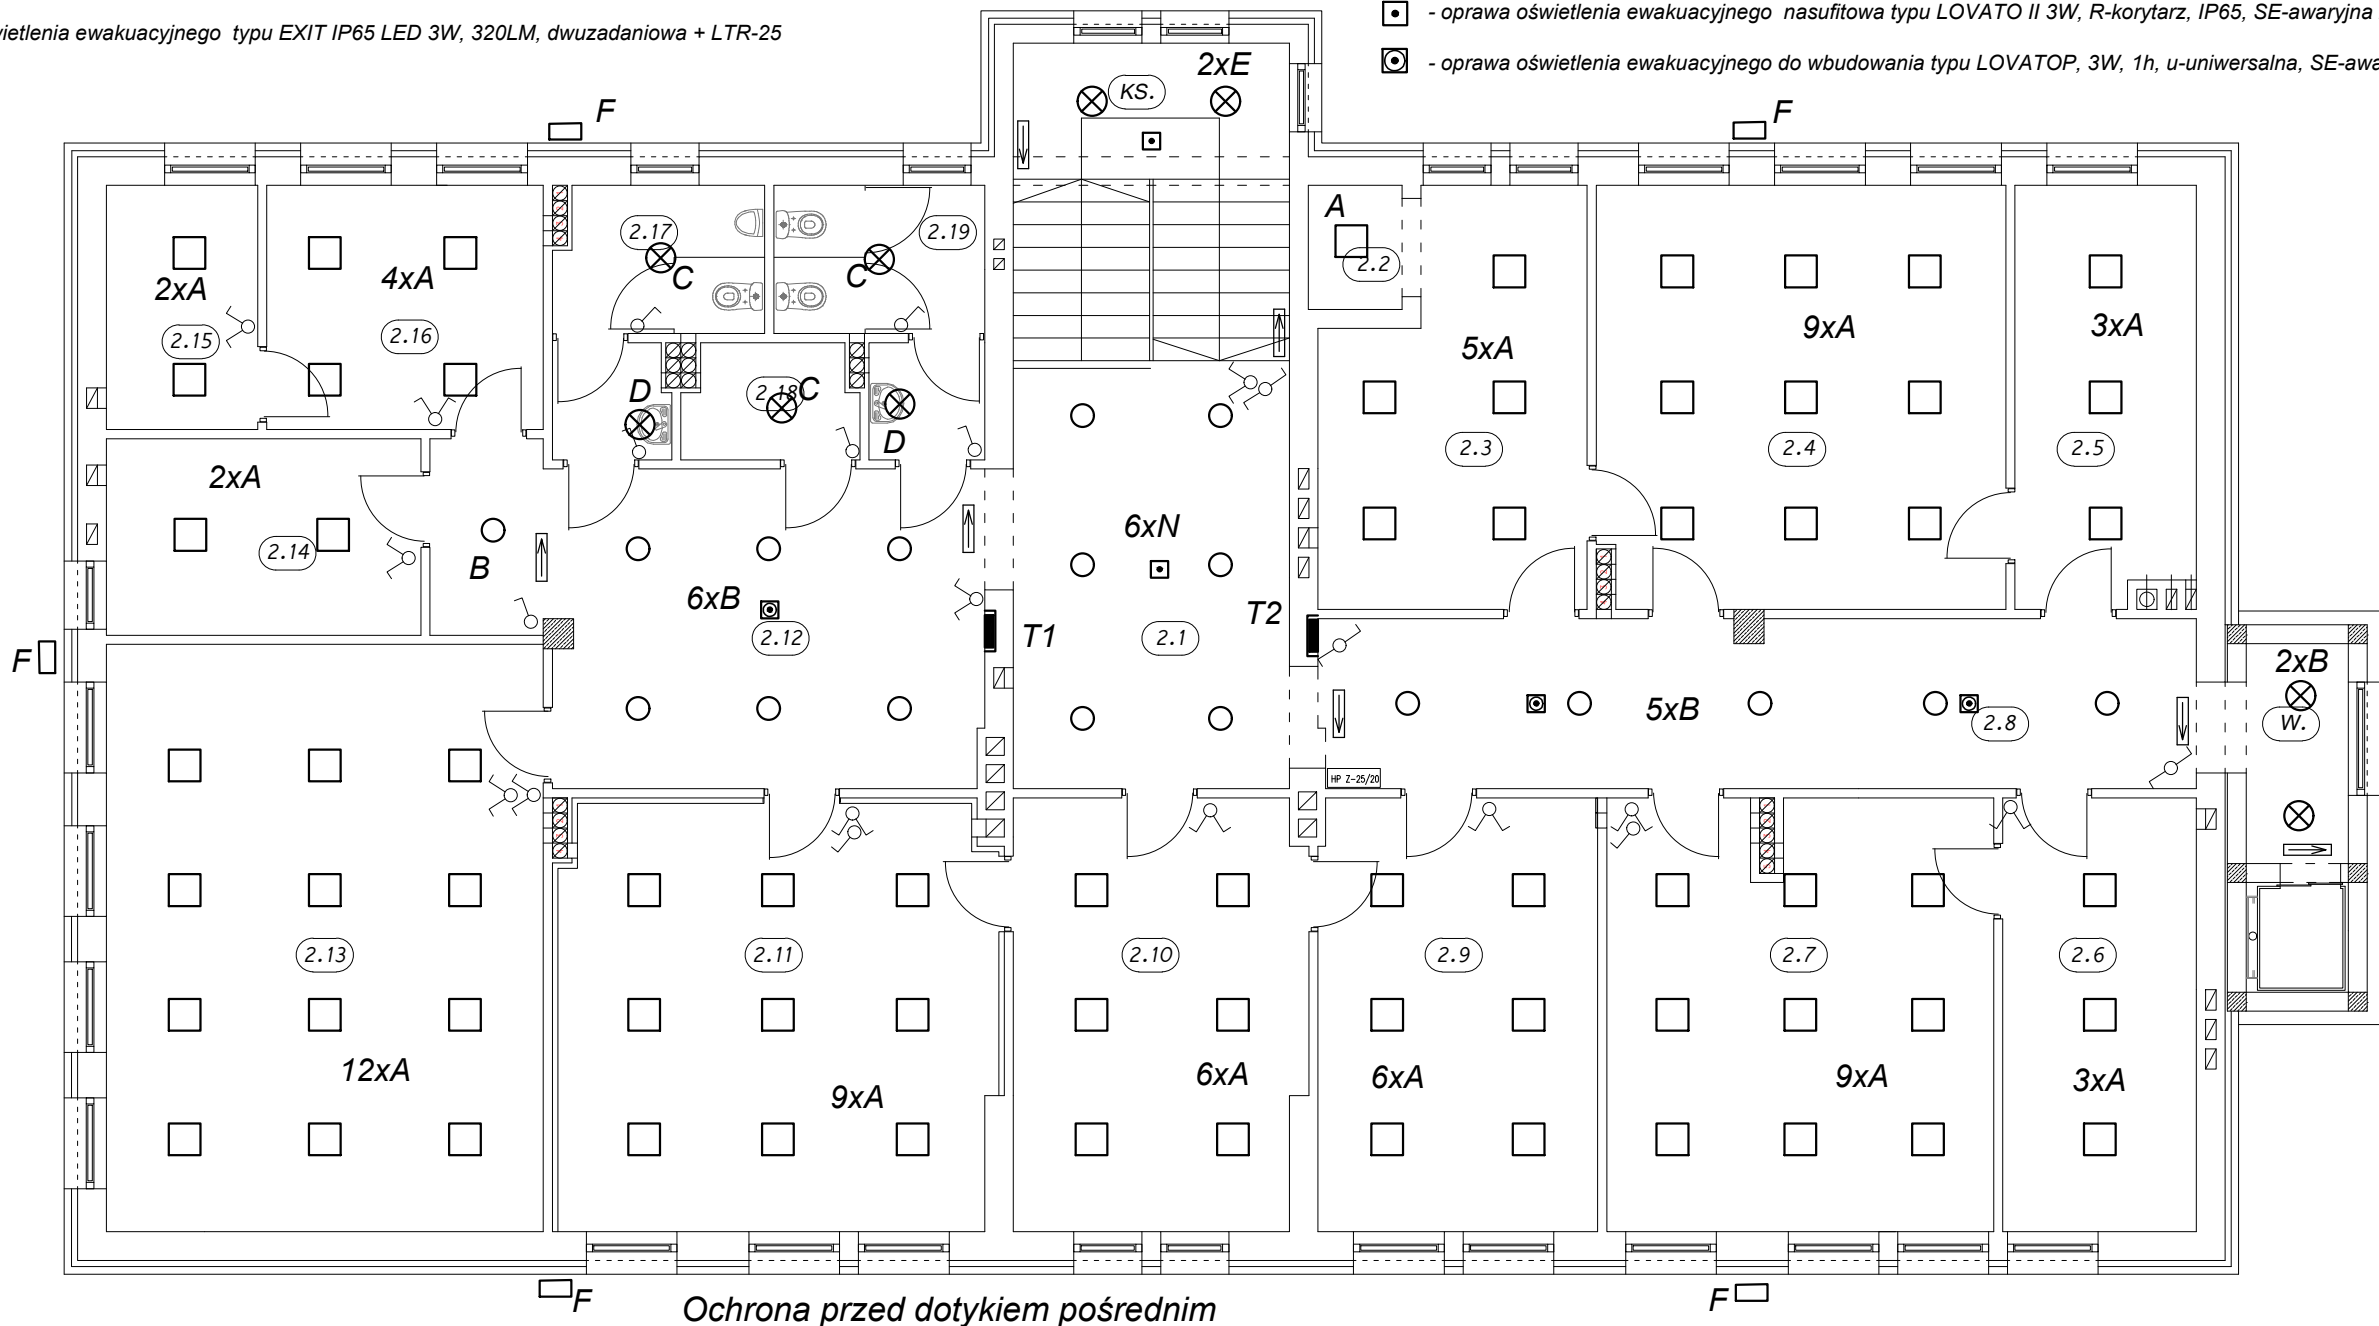 - oprawa oświetlenia ewakuacyjnego nasufitowa typu LOVATO II 3W, R-korytarz, IP65, SE-awaryjna
wietlenia ewakuacyjnego typu EXIT IP65 LED 3W, 320LM, dwuzadaniowa + LTR-25
- oprawa oświetlenia ewakuacyjnego do wbudowania typu LOVATOP, 3W, 1h, u-uniwersalna, SE-awa
2xE
KS.
F
F
A
2.17
2.19
2.2
4xA
C
C
2xA
3xA
9xA
2.16
2.15
5xA
D
2.18
C
D
2.3
2.4
2.5
2xA
6xN
2.14
B
6xB
T2
T1
2.12
2.1
F
2xB
5xB
2.8
W.
HP Z-25/20
2.13
2.11
2.10
2.9
2.7
2.6
12xA
6xA
6xA
9xA
3xA
9xA
F
F
Ochrona przed dotykiem pośrednim